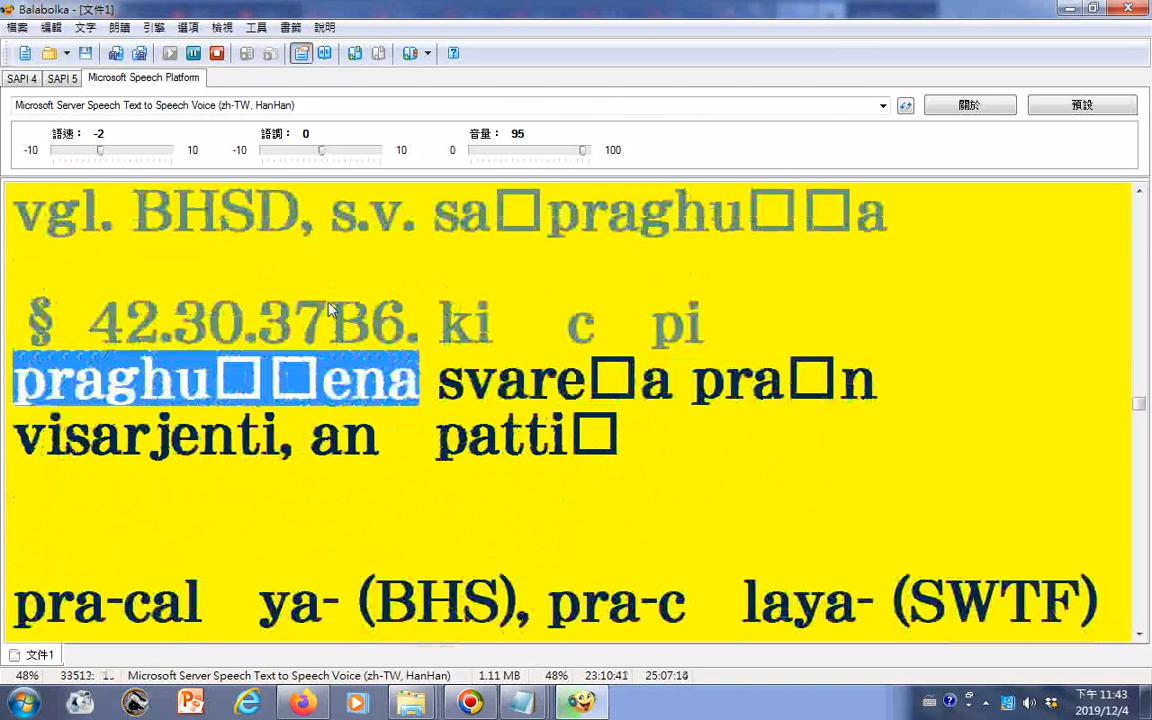 Balabolka - [文件1]
檔案 編輯 文字 朗讀 引擎 選項 檢視 工具 書籤 說明
SAPI 4 SAPI 5 Microsoft Speech Platform
Microsoft Server Speech Text to Speech Voice (zh-TW, HanHan) 關於 預設
語速： -2 語調： 0 音量： 95
-10 10 -10 10 0 100
vgl. BHSD, s.v. sa□praghu□□a
§ 42.30.37B6. ki c pi
praghu□□ena svare□a pra□n
visarjenti, an patti□
pra-cal ya- (BHS), pra-c laya- (SWTF)
文件1
48% Microsoft Server Speech Text to Speech Voice (zh-TW, HanHan) 1.11 MB 48% 23:10:41 25:07:14
下午 11:43
2019/12/4